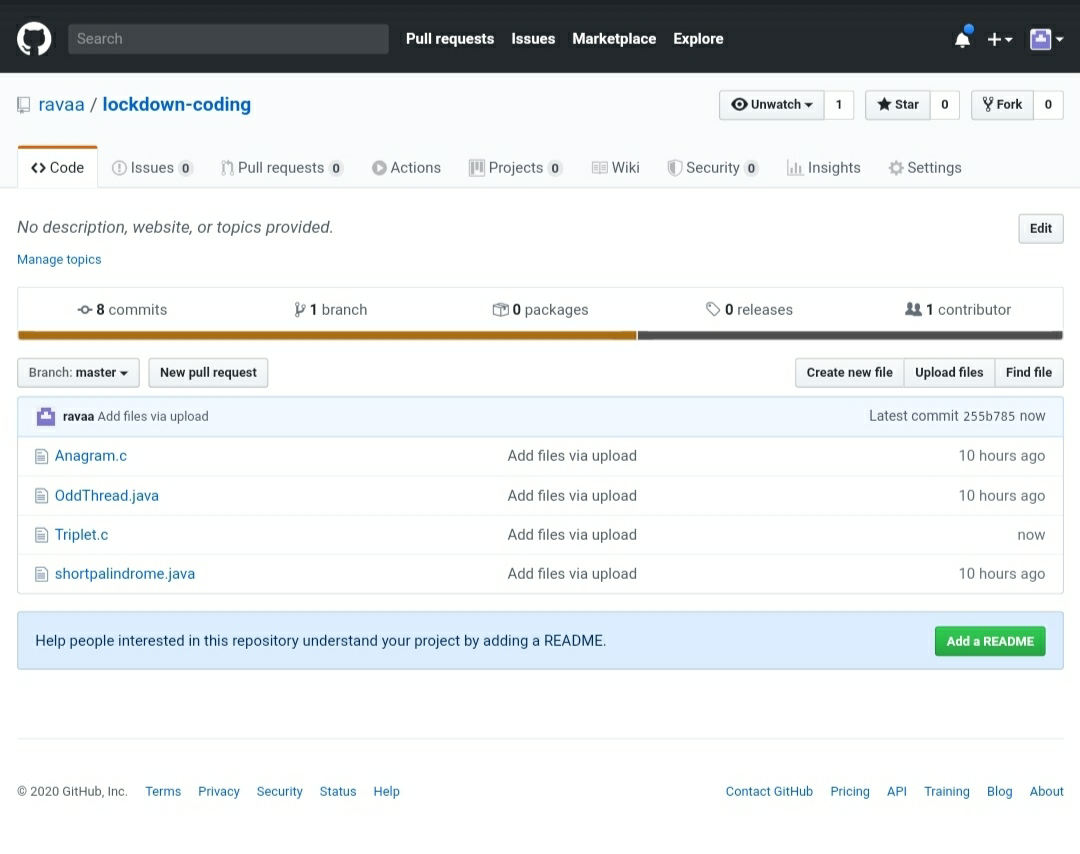 Search Pull requests Issues Marketplace Explore
ravaa / lockdown-coding Unwatch 1 Star 0 Fork 0
Code Issues 0 Pull requests 0 Actions Projects 0 Wiki Security 0 Insights Settings
No description, website, or topics provided. Edit
Manage topics
8 commits 1 branch 0 packages 0 releases 1 contributor
Branch: master New pull request Create new file Upload files Find file
ravaa Add files via upload Latest commit 255b785 now
Anagram.c Add files via upload 10 hours ago
OddThread.java Add files via upload 10 hours ago
Triplet.c Add files via upload now
shortpalindrome.java Add files via upload 10 hours ago
Help people interested in this repository understand your project by adding a README. Add a README
© 2020 GitHub, Inc. Terms Privacy Security Status Help Contact GitHub Pricing API Training Blog About